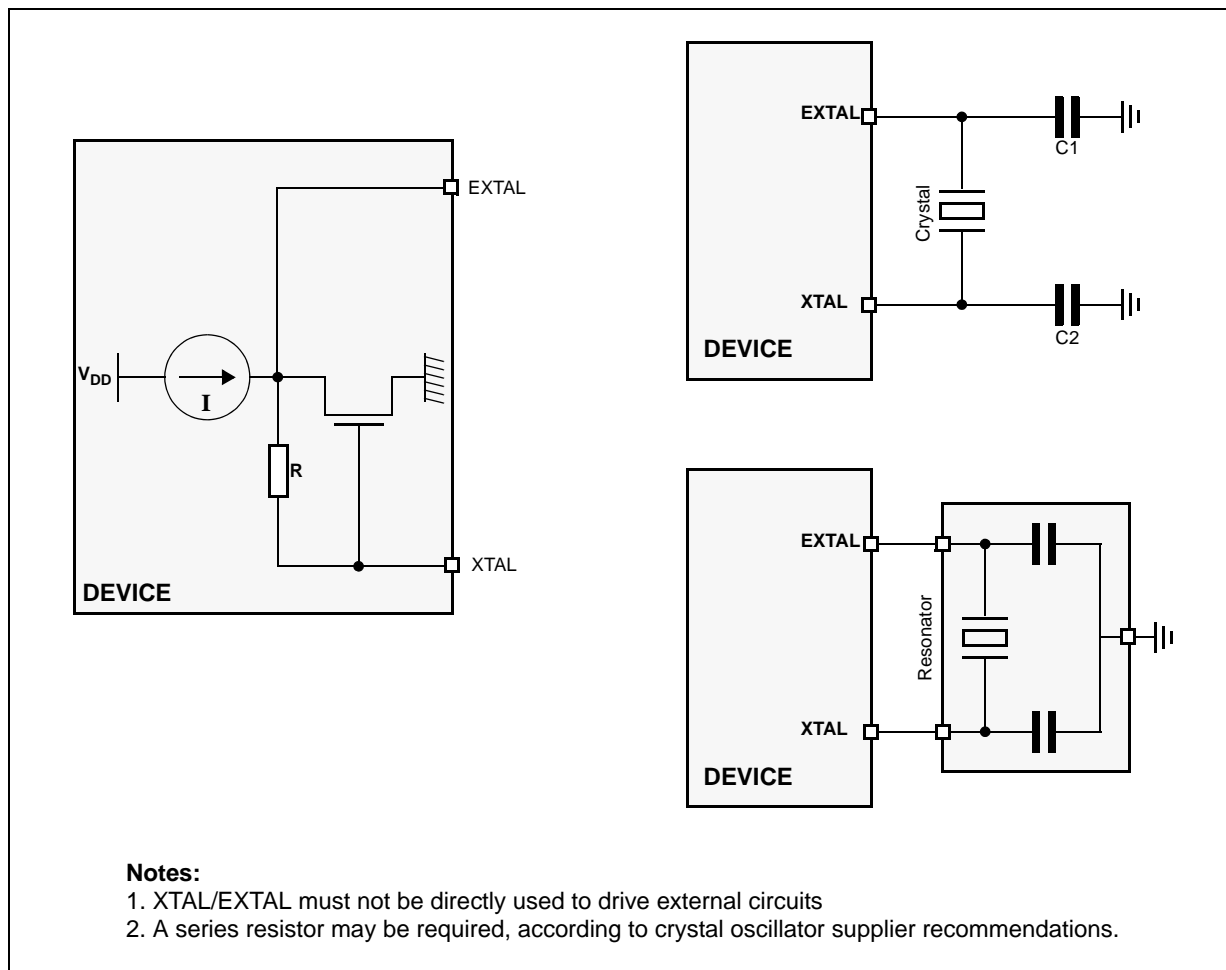 EXTAL
V_DD
I
R
XTAL
DEVICE
EXTAL
C1
Crystal
XTAL
C2
DEVICE
EXTAL
Resonator
XTAL
DEVICE
Notes:
1. XTAL/EXTAL must not be directly used to drive external circuits
2. A series resistor may be required, according to crystal oscillator supplier recommendations.